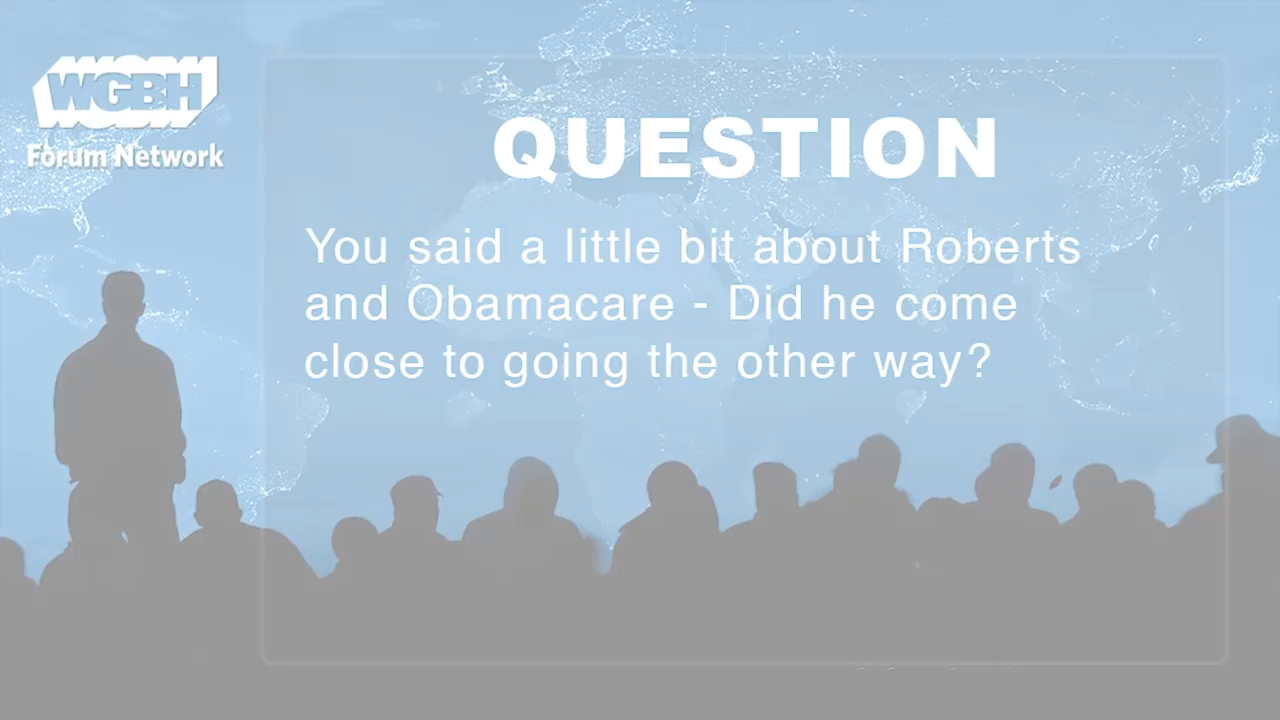 WGBH
Forum Network
QUESTION
You said a little bit about Roberts
and Obamacare - Did he come
close to going the other way?